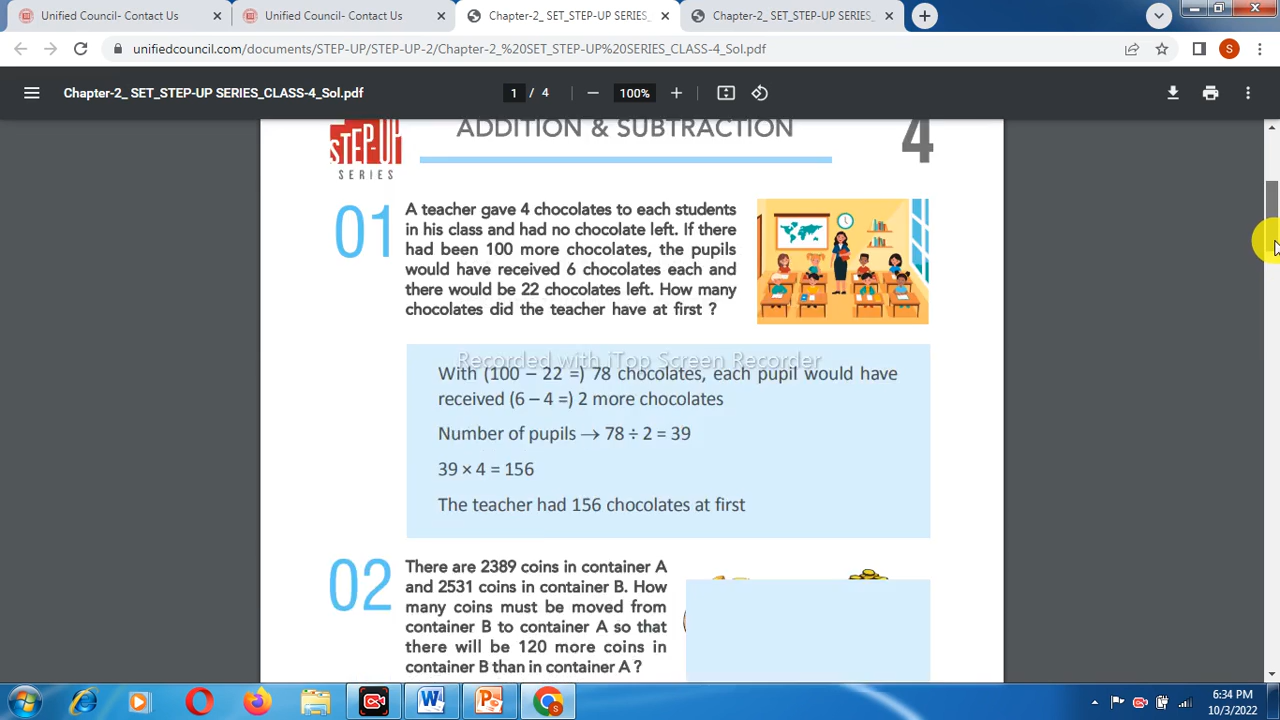 Unified Council- Contact Us
Unified Council- Contact Us
Chapter-2_ SET_STEP-UP SERIES_
Chapter-2_ SET_STEP-UP SERIES_
unifiedcouncil.com/documents/STEP-UP/STEP-UP-2/Chapter-2_%20SET_STEP-UP%20SERIES_CLASS-4_Sol.pdf
S
Chapter-2_ SET_STEP-UP SERIES_CLASS-4_Sol.pdf
1 / 4
100%
STEP-UP
SERIES
ADDITION & SUBTRACTION
4
01
A teacher gave 4 chocolates to each students
in his class and had no chocolate left. If there
had been 100 more chocolates, the pupils
would have received 6 chocolates each and
there would be 22 chocolates left. How many
chocolates did the teacher have at first ?
Recorded with iTop Screen Recorder
With (100 – 22 =) 78 chocolates, each pupil would have
received (6 – 4 =) 2 more chocolates
Number of pupils → 78 ÷ 2 = 39
39 × 4 = 156
The teacher had 156 chocolates at first
02
There are 2389 coins in container A
and 2531 coins in container B. How
many coins must be moved from
container B to container A so that
there will be 120 more coins in
container B than in container A ?
6:34 PM
10/3/2022